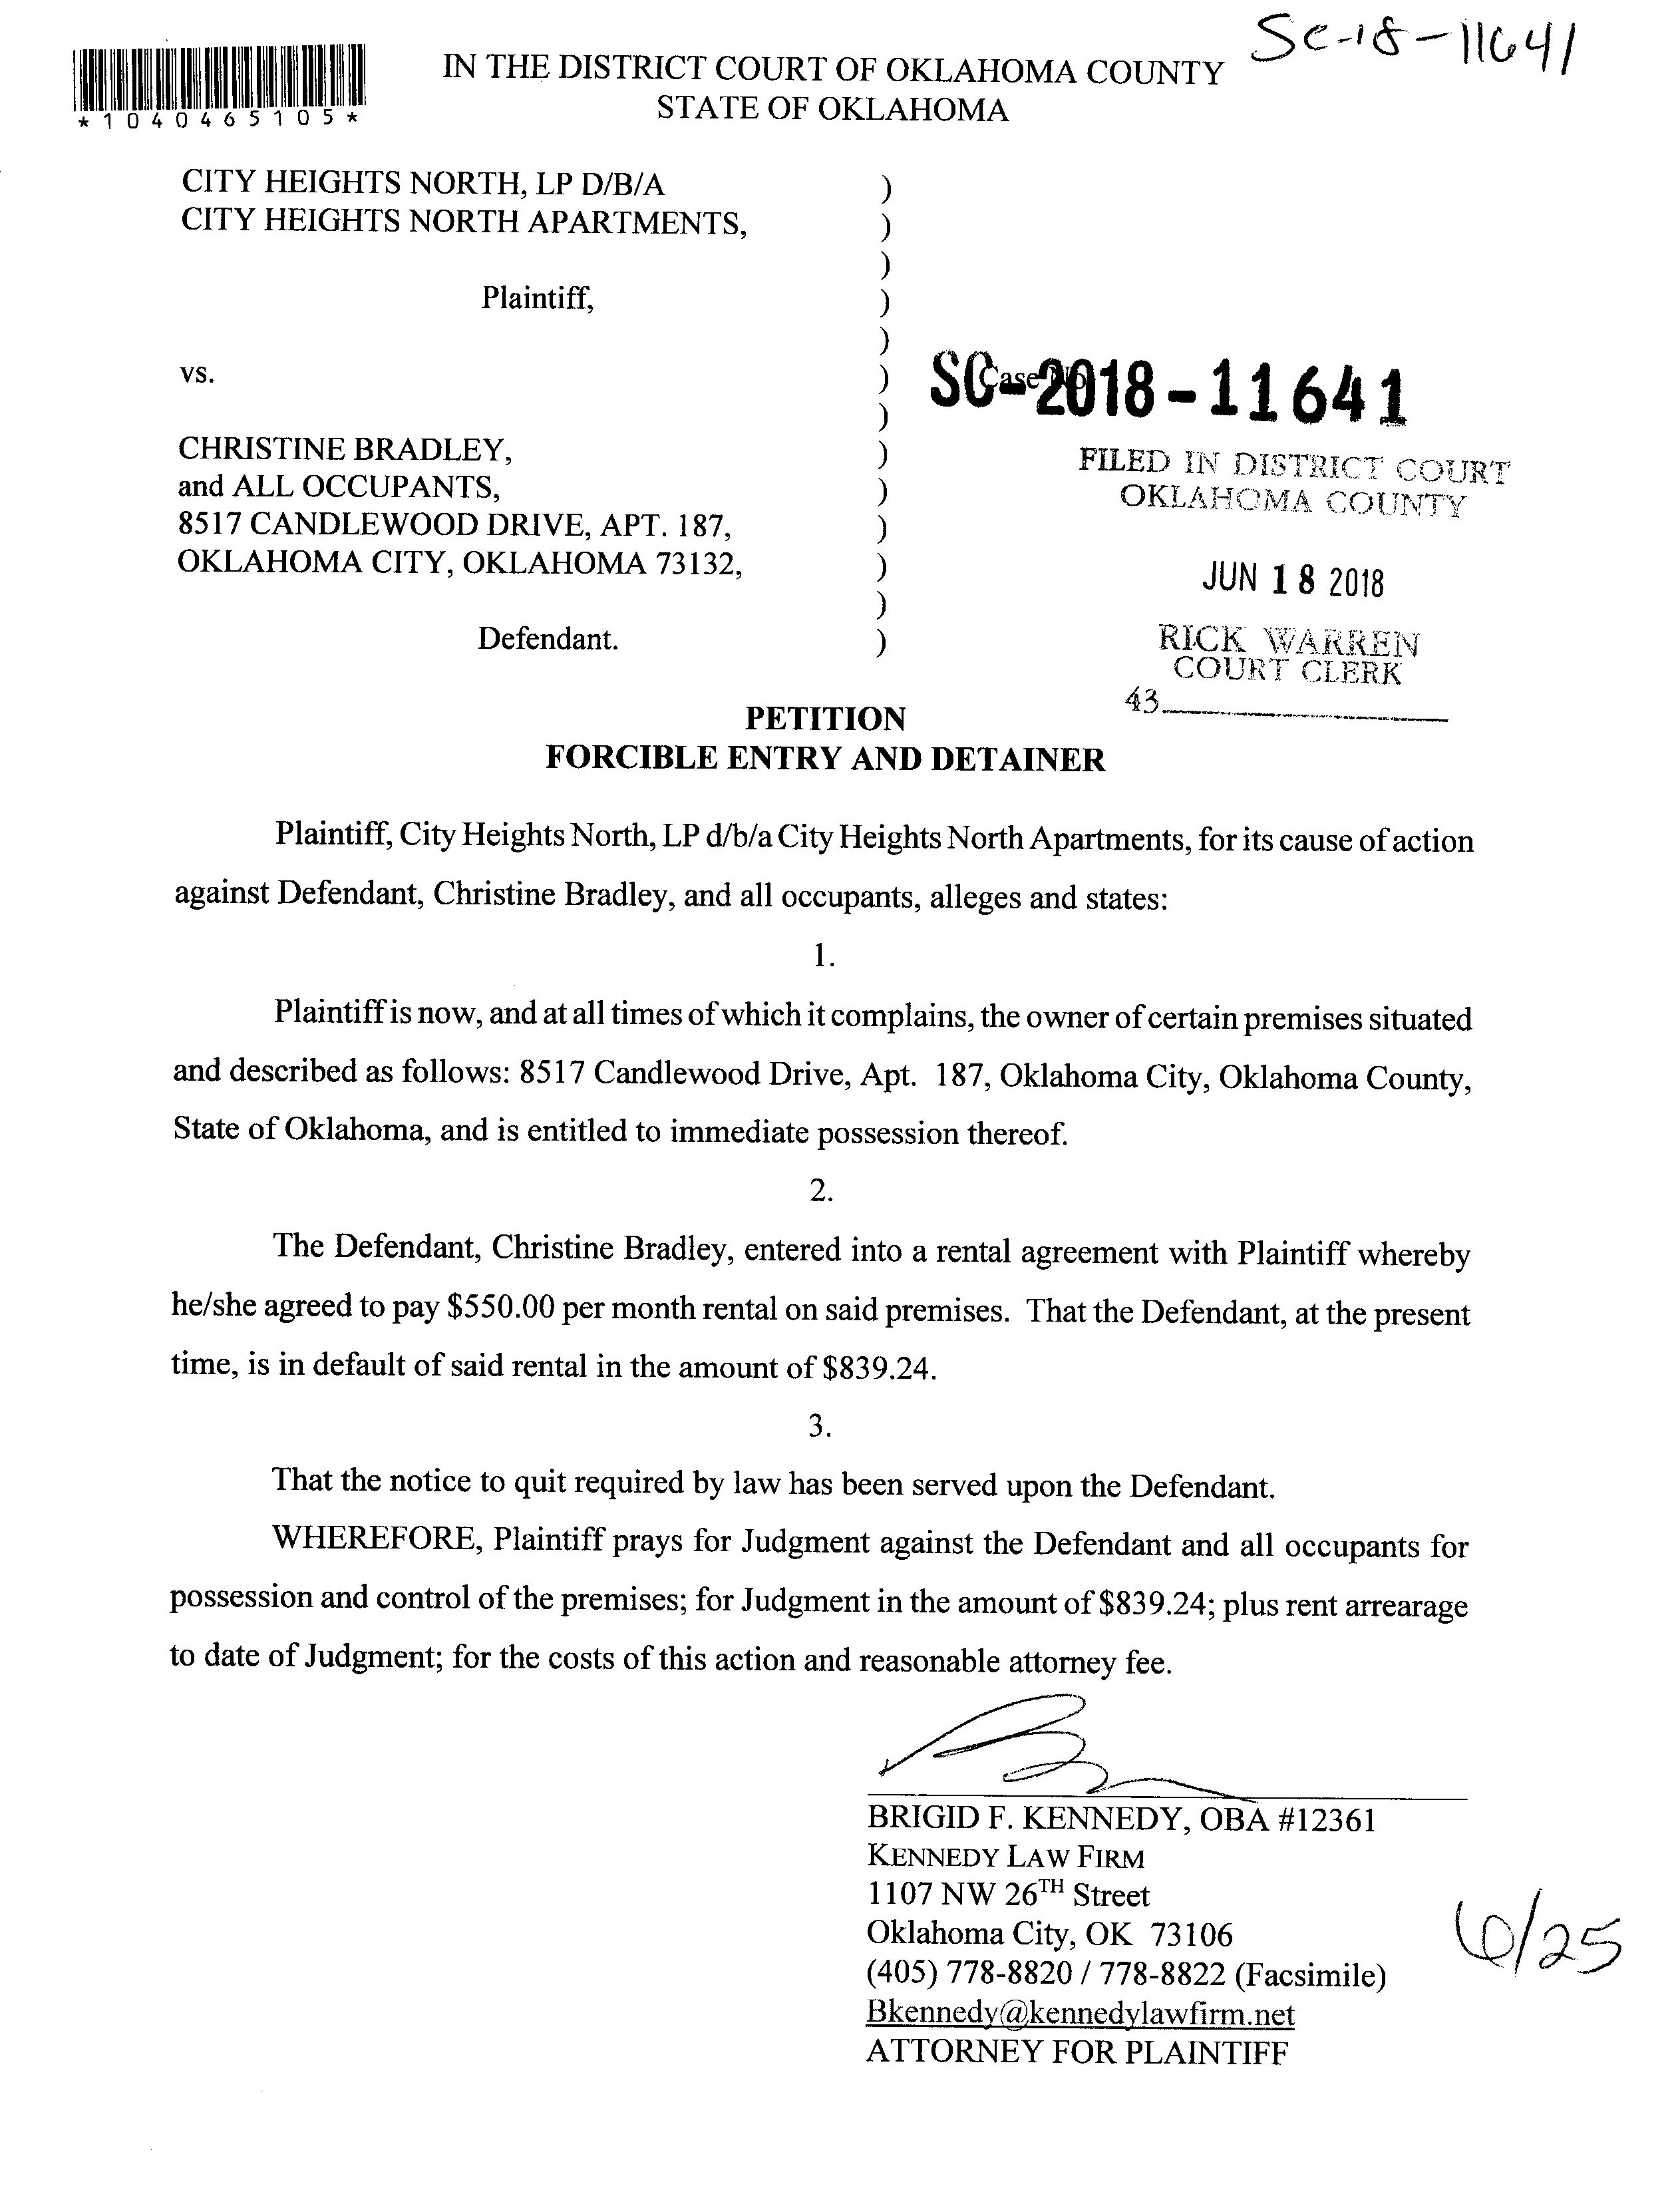 SC-18-11641
*1040465105*
IN THE DISTRICT COURT OF OKLAHOMA COUNTY
STATE OF OKLAHOMA
CITY HEIGHTS NORTH, LP D/B/A )
CITY HEIGHTS NORTH APARTMENTS, )
)
Plaintiff, )
)
vs. ) Case No.
SC-2018-11641
)
CHRISTINE BRADLEY, )
and ALL OCCUPANTS, )
8517 CANDLEWOOD DRIVE, APT. 187, )
OKLAHOMA CITY, OKLAHOMA 73132, )
)
Defendant. )
FILED IN DISTRICT COURT
OKLAHOMA COUNTY
JUN 18 2018
RICK WARREN
COURT CLERK
43
PETITION
FORCIBLE ENTRY AND DETAINER
Plaintiff, City Heights North, LP d/b/a City Heights North Apartments, for its cause of action
against Defendant, Christine Bradley, and all occupants, alleges and states:
1.
Plaintiff is now, and at all times of which it complains, the owner of certain premises situated
and described as follows: 8517 Candlewood Drive, Apt. 187, Oklahoma City, Oklahoma County,
State of Oklahoma, and is entitled to immediate possession thereof.
2.
The Defendant, Christine Bradley, entered into a rental agreement with Plaintiff whereby
he/she agreed to pay $550.00 per month rental on said premises. That the Defendant, at the present
time, is in default of said rental in the amount of $839.24.
3.
That the notice to quit required by law has been served upon the Defendant.
WHEREFORE, Plaintiff prays for Judgment against the Defendant and all occupants for
possession and control of the premises; for Judgment in the amount of $839.24; plus rent arrearage
to date of Judgment; for the costs of this action and reasonable attorney fee.
BRIGID F. KENNEDY, OBA #12361
KENNEDY LAW FIRM
1107 NW 26TH Street
Oklahoma City, OK 73106
(405) 778-8820 / 778-8822 (Facsimile)
Bkennedy@kennedylawfirm.net
ATTORNEY FOR PLAINTIFF
6/25